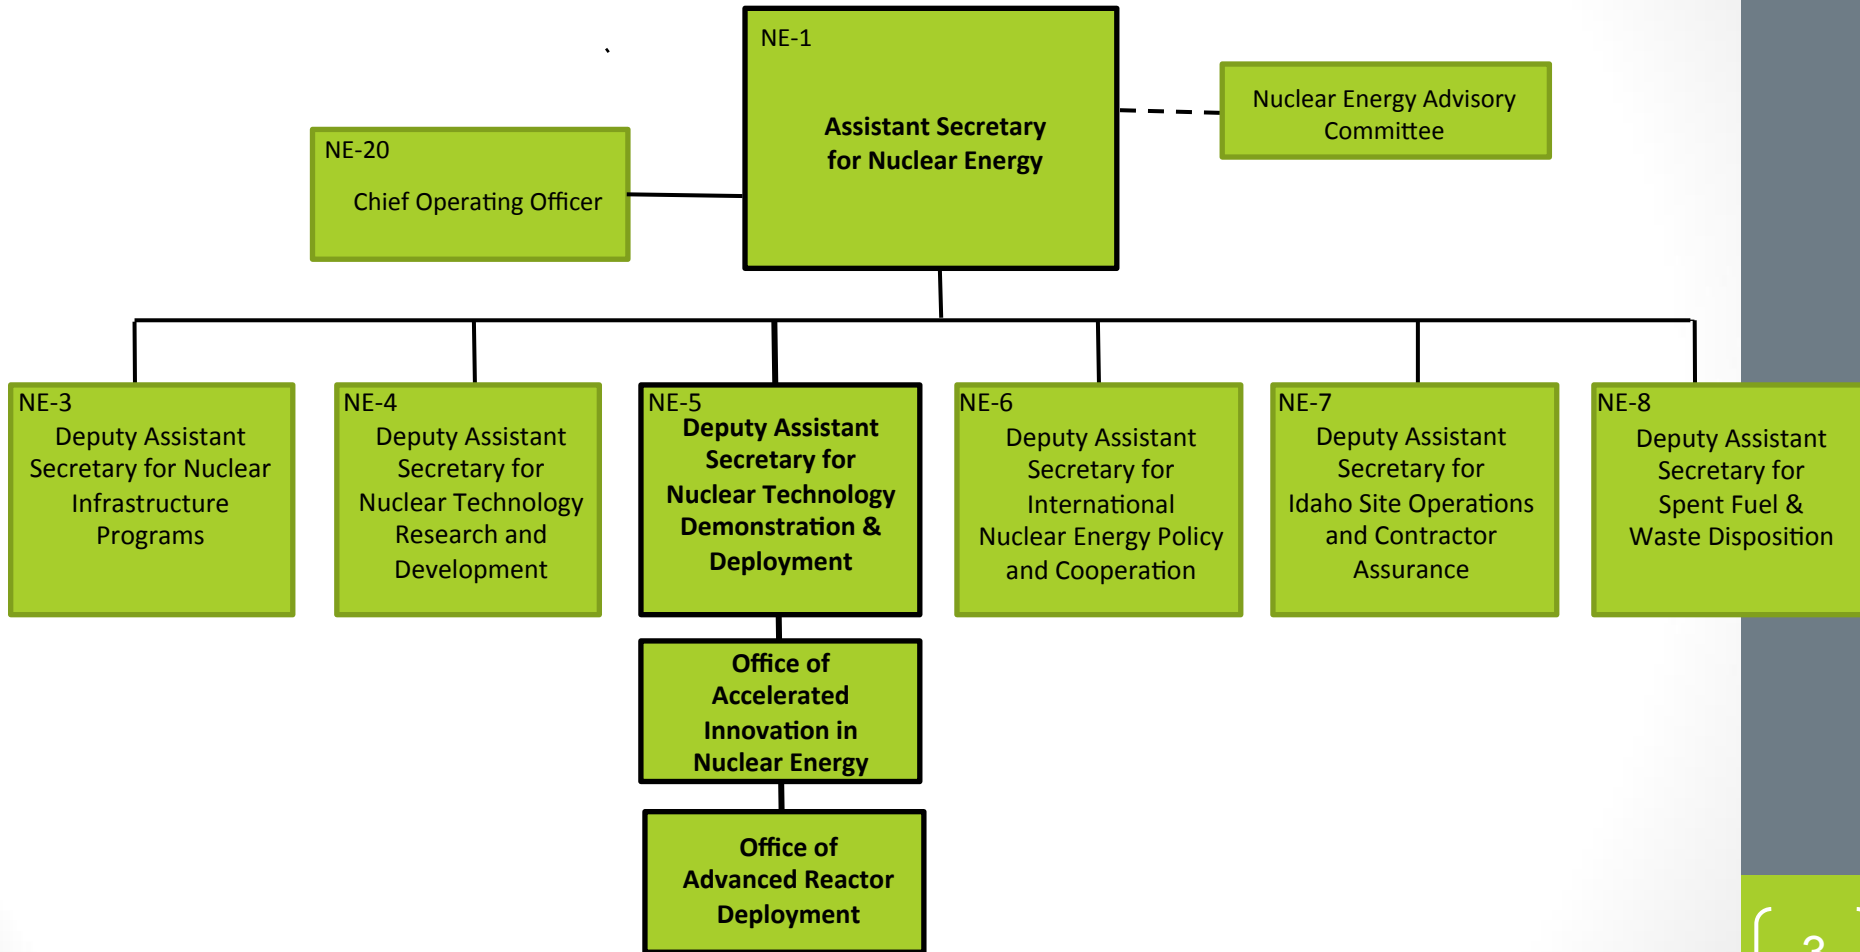 NE-1
Assistant Secretary
for Nuclear Energy
Nuclear Energy Advisory
Committee
NE-20
Chief Operating Officer
NE-3
Deputy Assistant
Secretary for Nuclear
Infrastructure
Programs
NE-4
Deputy Assistant
Secretary for
Nuclear Technology
Research and
Development
NE-5
Deputy Assistant
Secretary for
Nuclear Technology
Demonstration &
Deployment
NE-6
Deputy Assistant
Secretary for
International
Nuclear Energy Policy
and Cooperation
NE-7
Deputy Assistant
Secretary for
Idaho Site Operations
and Contractor
Assurance
NE-8
Deputy Assistant
Secretary for
Spent Fuel &
Waste Disposition
Office of
Accelerated
Innovation in
Nuclear Energy
Office of
Advanced Reactor
Deployment
3